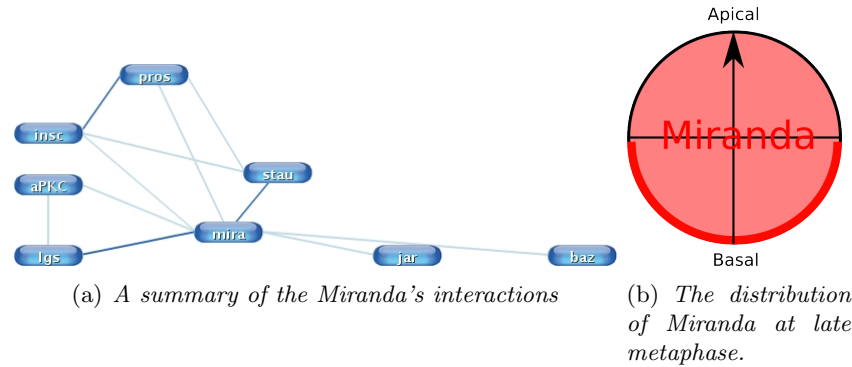 pros
insc
stau
aPKC
mira
lgs
jar
baz
(a) A summary of the Miranda's interactions
Apical
Miranda
Basal
(b) The distribution
of Miranda at late
metaphase.